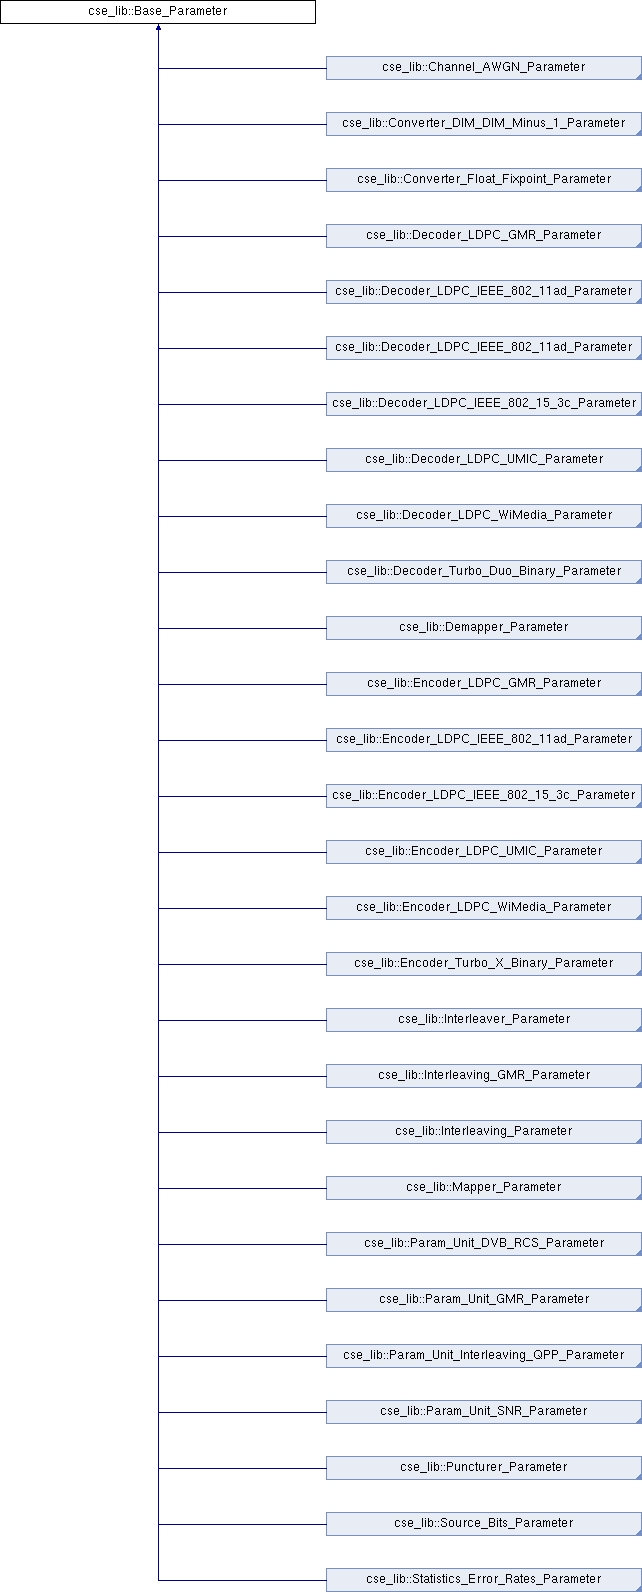 cse_lib::Base_Parameter
cse_lib::Channel_AWGN_Parameter
cse_lib::Converter_DIM_DIM_Minus_1_Parameter
cse_lib::Converter_Float_Fixpoint_Parameter
cse_lib::Decoder_LDPC_GMR_Parameter
cse_lib::Decoder_LDPC_IEEE_802_11ad_Parameter
cse_lib::Decoder_LDPC_IEEE_802_11ad_Parameter
cse_lib::Decoder_LDPC_IEEE_802_15_3c_Parameter
cse_lib::Decoder_LDPC_UMIC_Parameter
cse_lib::Decoder_LDPC_WiMedia_Parameter
cse_lib::Decoder_Turbo_Duo_Binary_Parameter
cse_lib::Demapper_Parameter
cse_lib::Encoder_LDPC_GMR_Parameter
cse_lib::Encoder_LDPC_IEEE_802_11ad_Parameter
cse_lib::Encoder_LDPC_IEEE_802_15_3c_Parameter
cse_lib::Encoder_LDPC_UMIC_Parameter
cse_lib::Encoder_LDPC_WiMedia_Parameter
cse_lib::Encoder_Turbo_X_Binary_Parameter
cse_lib::Interleaver_Parameter
cse_lib::Interleaving_GMR_Parameter
cse_lib::Interleaving_Parameter
cse_lib::Mapper_Parameter
cse_lib::Param_Unit_DVB_RCS_Parameter
cse_lib::Param_Unit_GMR_Parameter
cse_lib::Param_Unit_Interleaving_QPP_Parameter
cse_lib::Param_Unit_SNR_Parameter
cse_lib::Puncturer_Parameter
cse_lib::Source_Bits_Parameter
cse_lib::Statistics_Error_Rates_Parameter